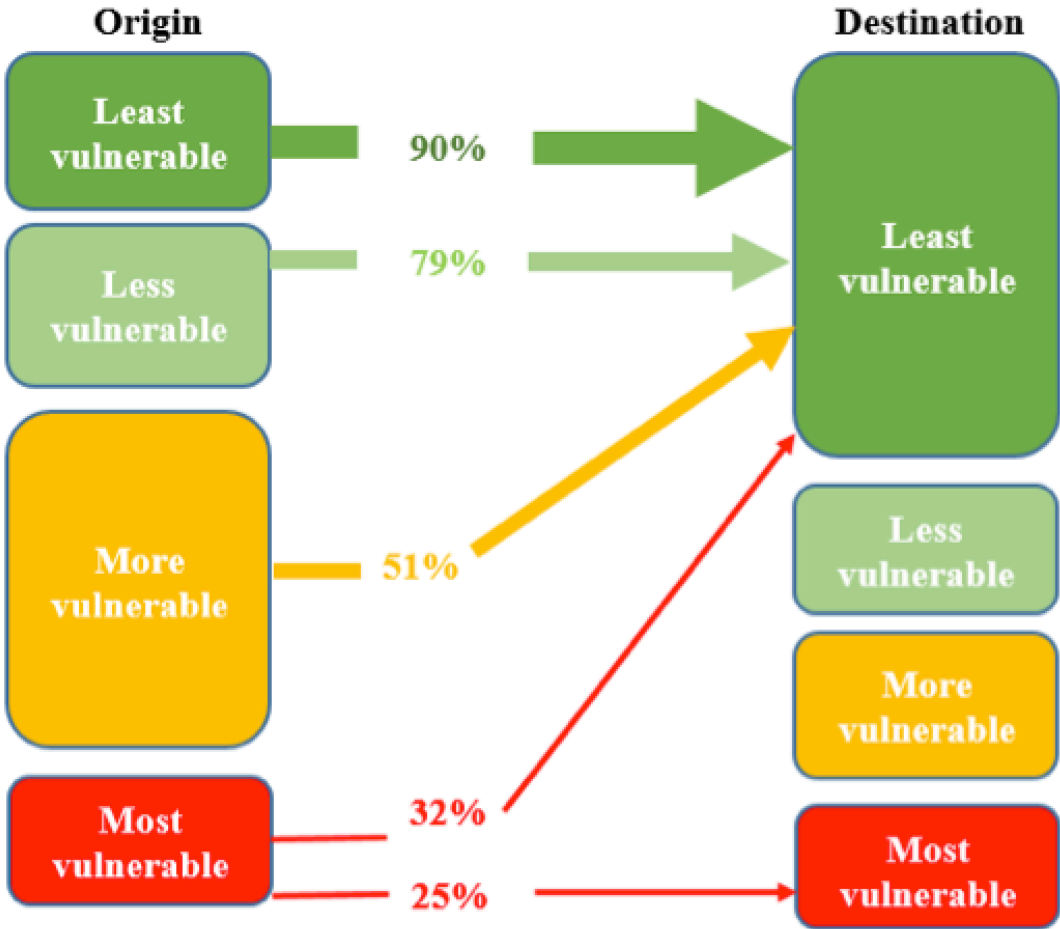 Origin
Destination
Least
vulnerable
90%
Least
vulnerable
Less
vulnerable
79%
More
vulnerable
51%
Less
vulnerable
More
vulnerable
Most
vulnerable
32%
25%
Most
vulnerable